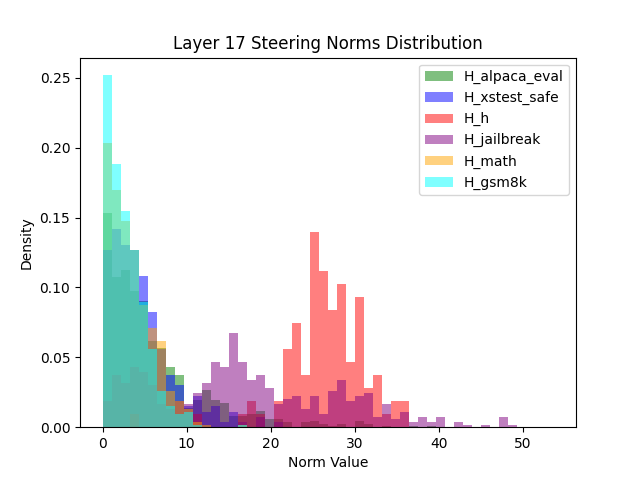 Layer 17 Steering Norms Distribution
H_alpaca_eval
H_xstest_safe
H_h
H_jailbreak
H_math
H_gsm8k
0.25
0.20
0.15
0.10
0.05
0.00
Density
0 10 20 30 40 50
Norm Value